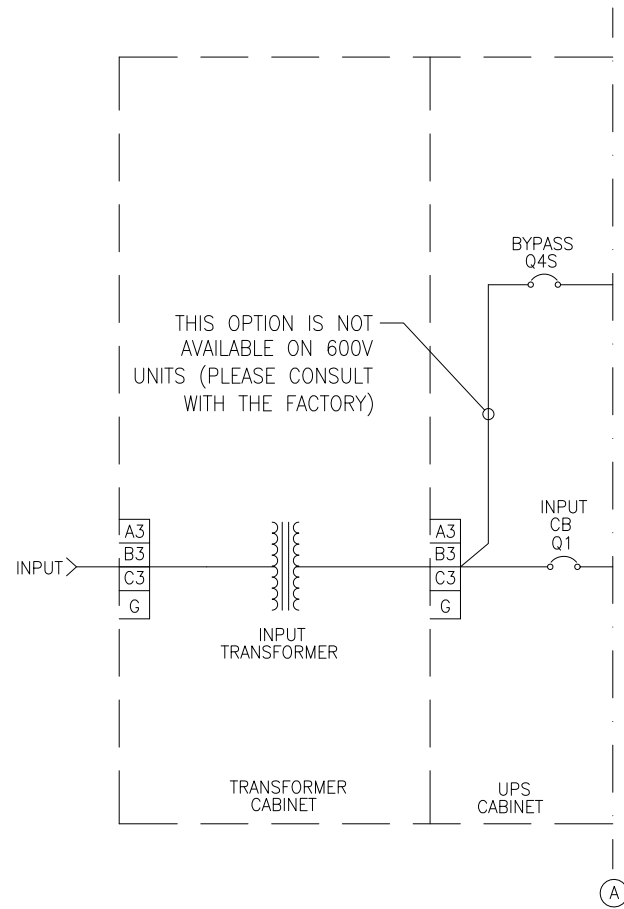 BYPASS
Q4S
THIS OPTION IS NOT
AVAILABLE ON 600V
UNITS (PLEASE CONSULT
WITH THE FACTORY)
INPUT
A3
B3
C3
G
INPUT
TRANSFORMER
A3
B3
C3
G
INPUT
CB
Q1
TRANSFORMER
CABINET
UPS
CABINET
A